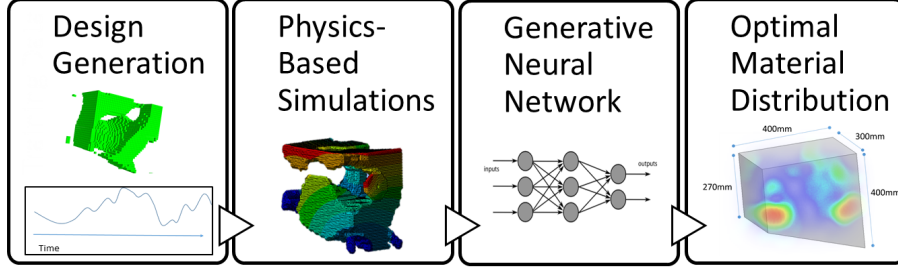 Design
Generation
Time
Physics-
Based
Simulations
Generative
Neural
Network
inputs
outputs
Optimal
Material
Distribution
400mm
300mm
270mm
400mm